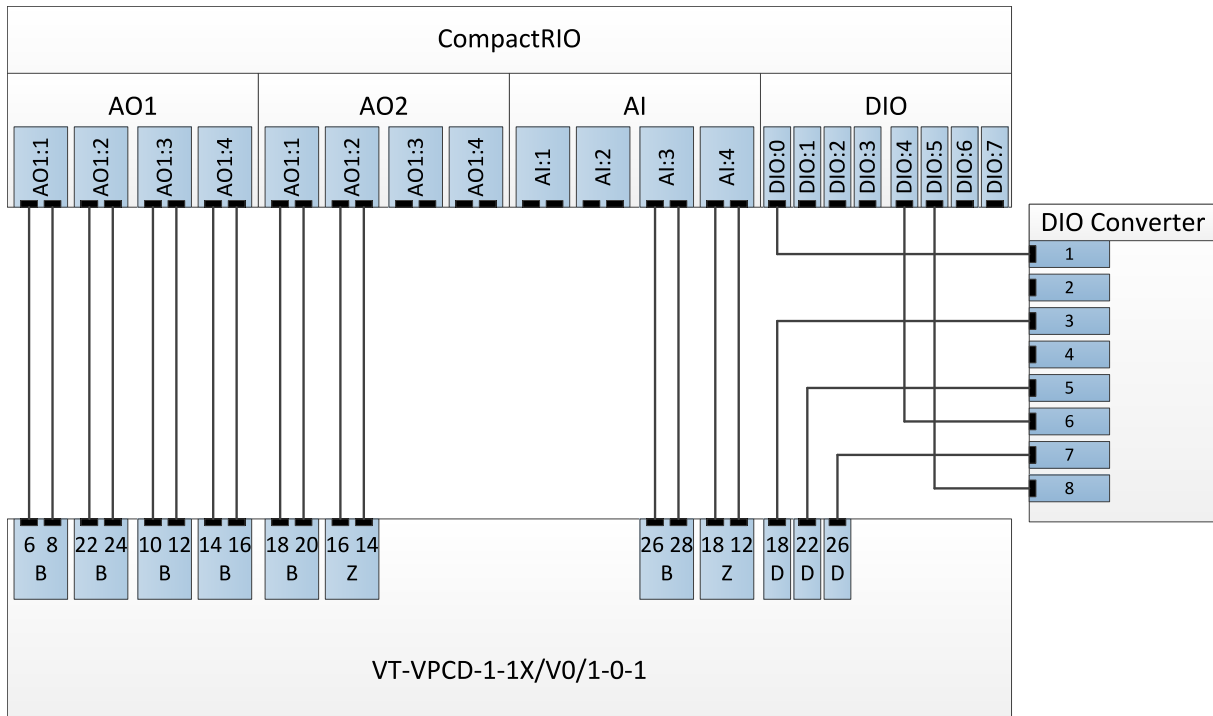 CompactRIO
AO1 AO2 AI DIO
AO1:1 AO1:2 AO1:3 AO1:4 AO1:1 AO1:2 AO1:3 AO1:4 AI:1 AI:2 AI:3 AI:4 DIO:0 DIO:1 DIO:2 DIO:3 DIO:4 DIO:5 DIO:6 DIO:7
DIO Converter
1
2
3
4
5
6
7
8
6 8 22 24 10 12 14 16 18 20 16 14 26 28 18 12 18 22 26
B B B B B Z B Z D D D
VT-VPCD-1-1X/V0/1-0-1